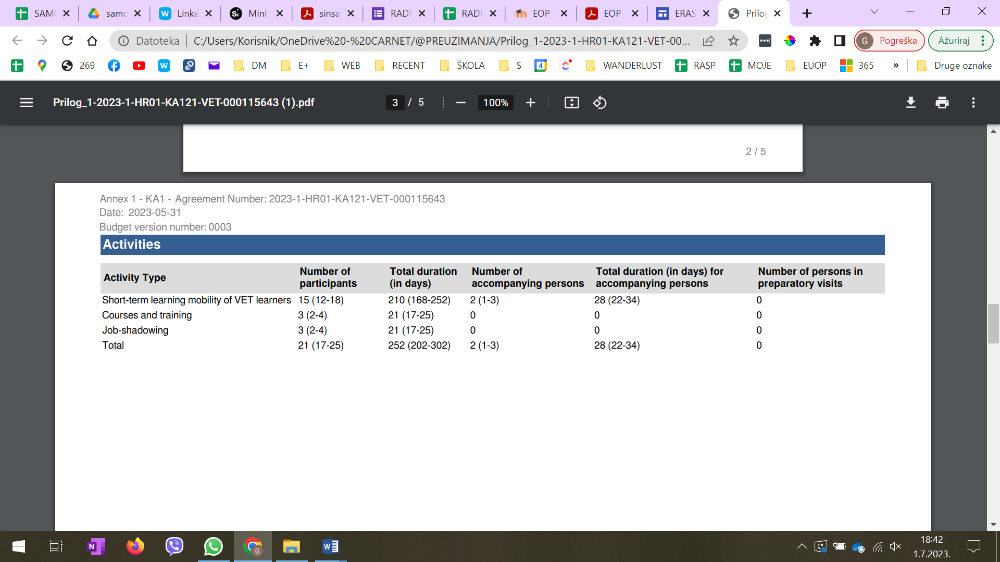 SAM
samo
Linke
Mini
sinsa
RADI
RADI
EOP_
EOP_
ERAS
Prilo
Datoteka
C:/Users/Korisnik/OneDrive%20-%20CARNET/@PREUZIMANJA/Prilog_1-2023-1-HR01-KA121-VET-00...
G Pogreška
Ažuriraj
269
DM
E+
WEB
RECENT
ŠKOLA
$
4
WANDERLUST
RASP
MOJE
EUOP
365
»
Druge oznake
Prilog_1-2023-1-HR01-KA121-VET-000115643 (1).pdf
3 / 5
100%
2 / 5
Annex 1 - KA1 - Agreement Number: 2023-1-HR01-KA121-VET-000115643
Date: 2023-05-31
Budget version number: 0003
Activities
Activity Type Number of participants Total duration (in days) Number of accompanying persons Total duration (in days) for accompanying persons Number of persons in preparatory visits
Short-term learning mobility of VET learners 15 (12-18) 210 (168-252) 2 (1-3) 28 (22-34) 0
Courses and training 3 (2-4) 21 (17-25) 0 0 0
Job-shadowing 3 (2-4) 21 (17-25) 0 0 0
Total 21 (17-25) 252 (202-302) 2 (1-3) 28 (22-34) 0
18:42
1.7.2023.